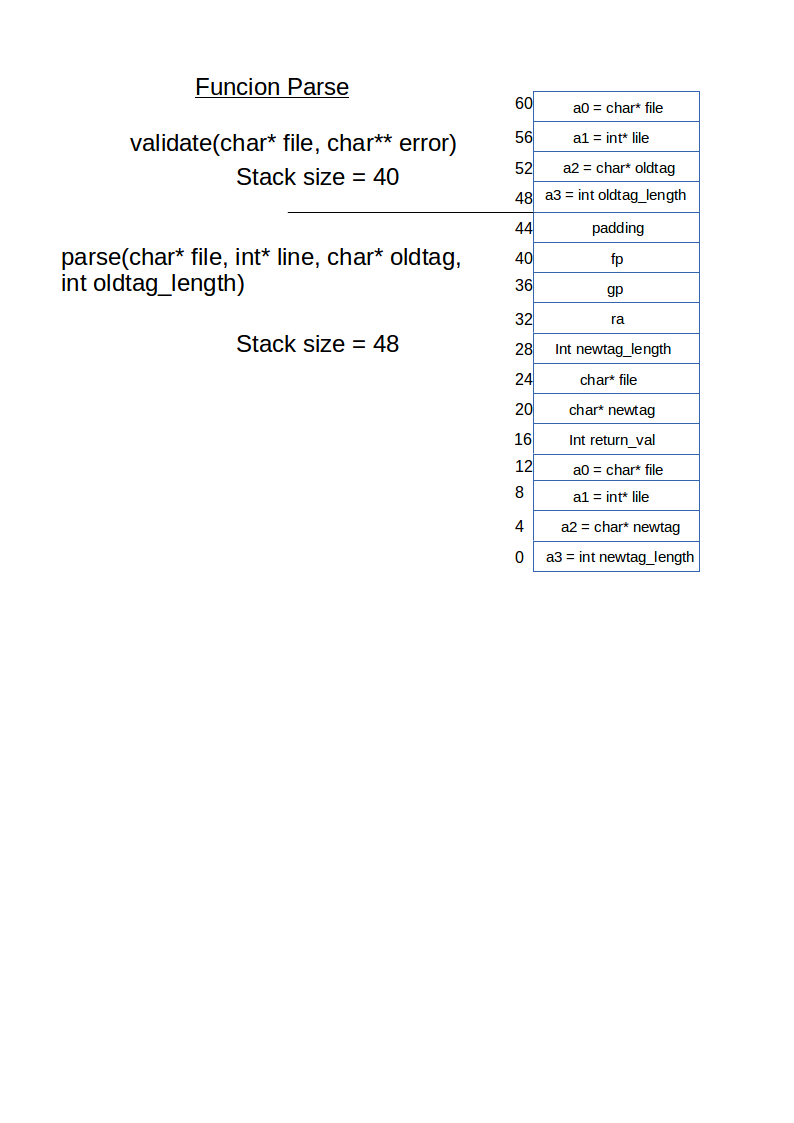 Funcion Parse
validate(char* file, char** error)
Stack size = 40
parse(char* file, int* line, char* oldtag,
int oldtag_length)
Stack size = 48
60 a0 = char* file
56 a1 = int* lile
52 a2 = char* oldtag
48 a3 = int oldtag_length
44 padding
40 fp
36 gp
32 ra
28 Int newtag_length
24 char* file
20 char* newtag
16 Int return_val
12 a0 = char* file
8 a1 = int* lile
4 a2 = char* newtag
0 a3 = int newtag_length